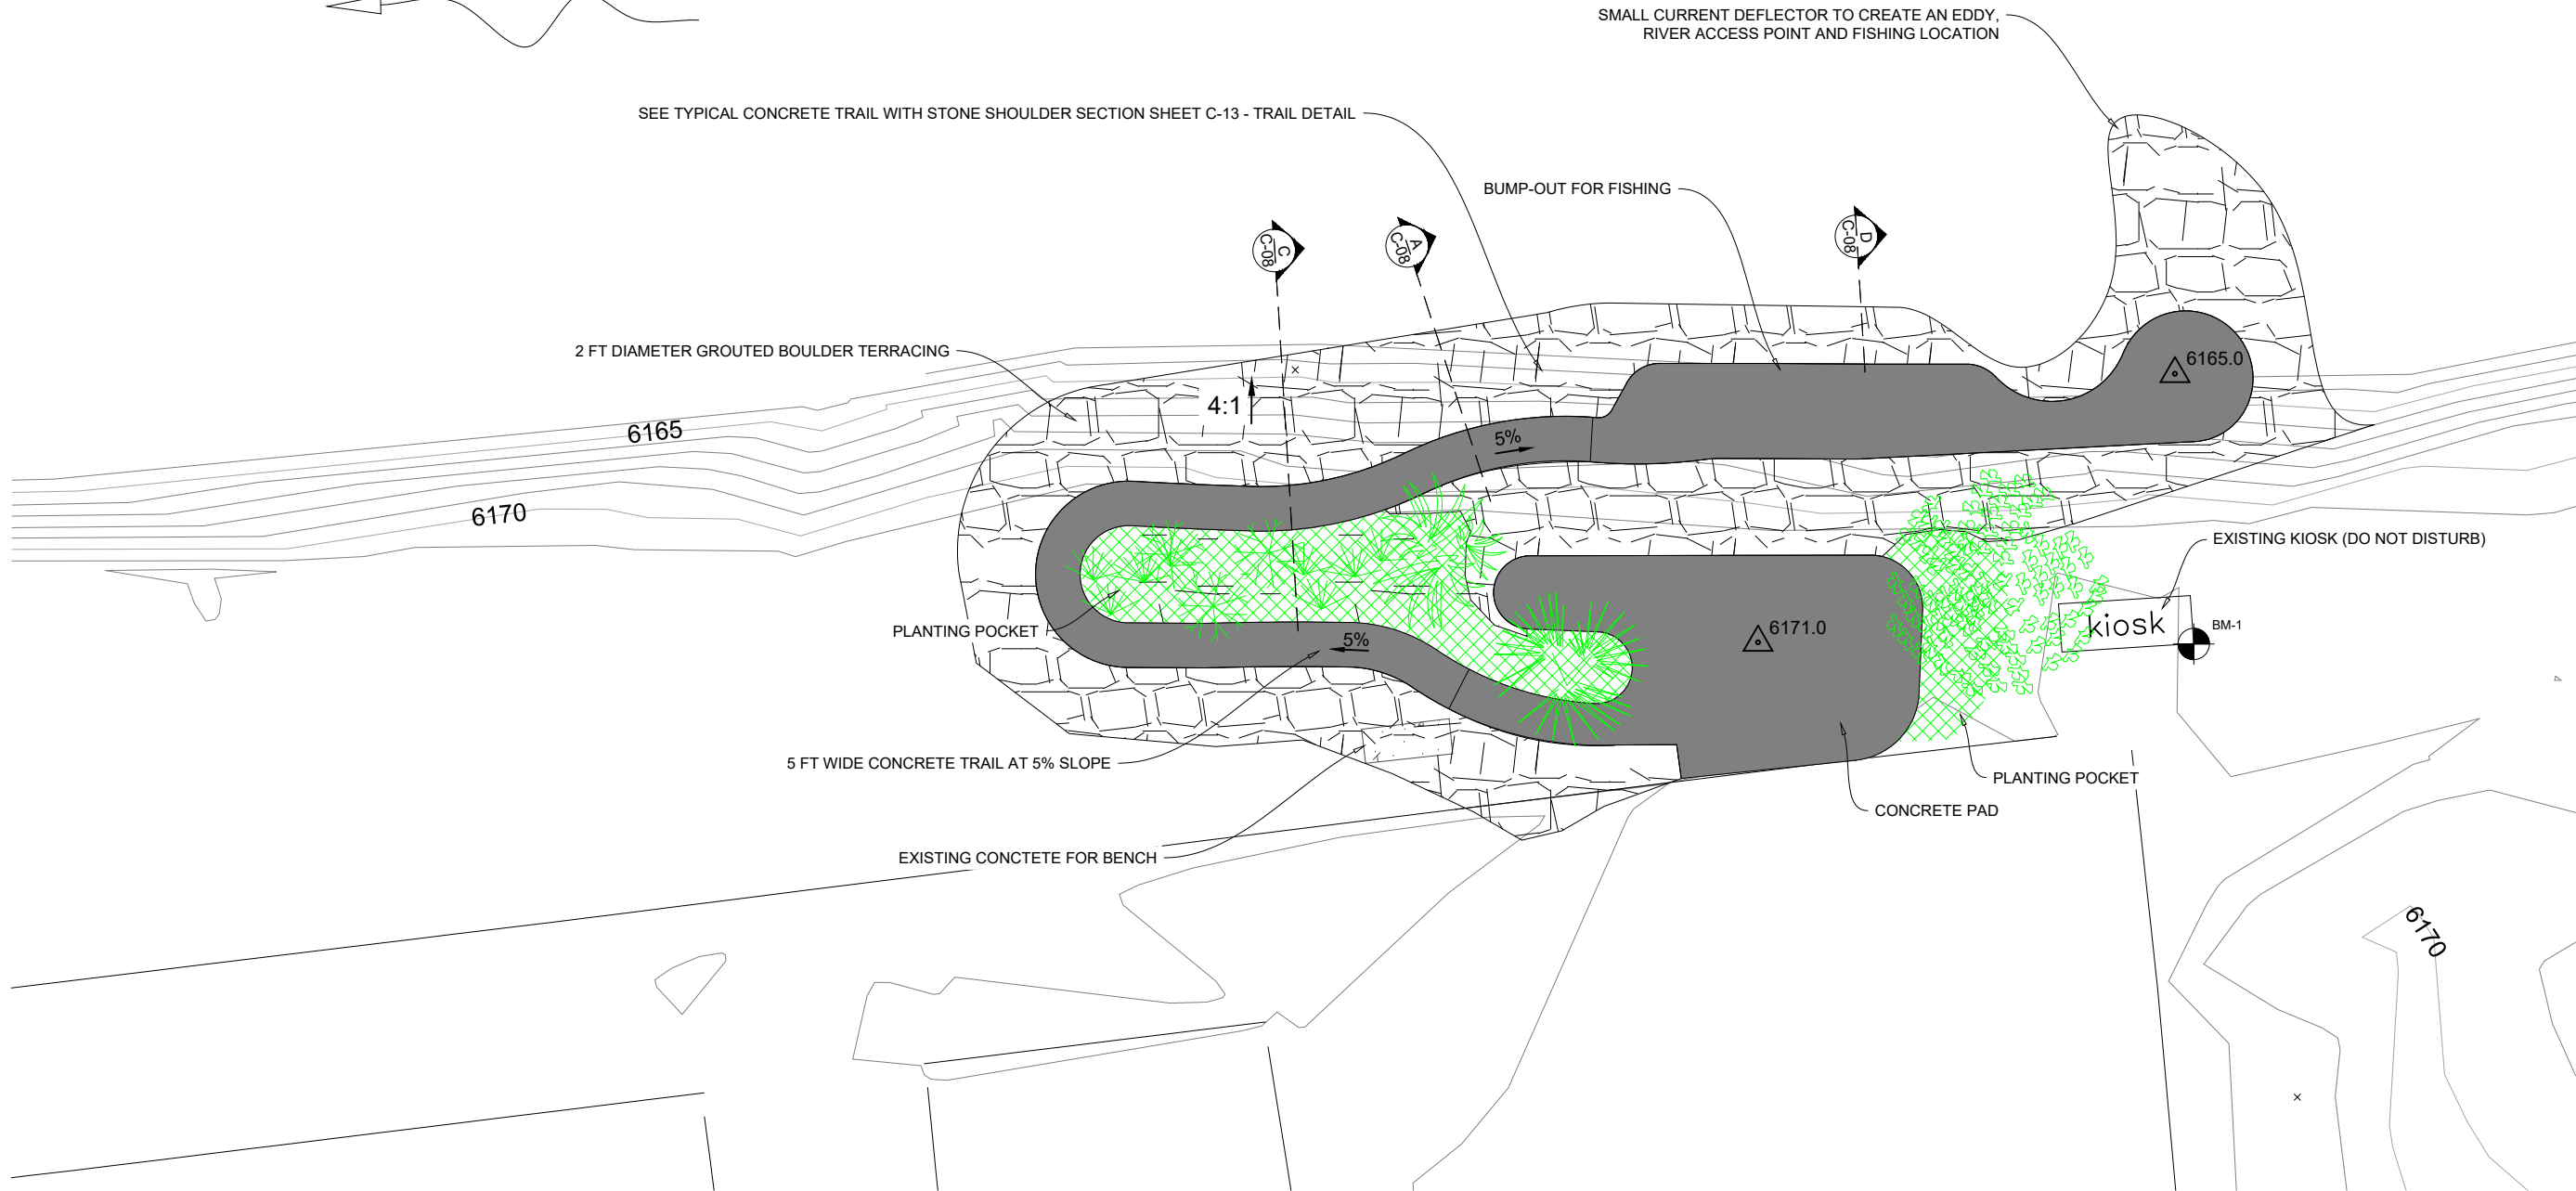 SMALL CURRENT DEFLECTOR TO CREATE AN EDDY,
RIVER ACCESS POINT AND FISHING LOCATION
SEE TYPICAL CONCRETE TRAIL WITH STONE SHOULDER SECTION SHEET C-13 - TRAIL DETAIL
BUMP-OUT FOR FISHING
C
C-08
A
C-08
D
C-08
2 FT DIAMETER GROUTED BOULDER TERRACING
6165.0
4:1
6165
5%
6170
EXISTING KIOSK (DO NOT DISTURB)
PLANTING POCKET
5%
6171.0
kiosk
BM-1
5 FT WIDE CONCRETE TRAIL AT 5% SLOPE
PLANTING POCKET
CONCRETE PAD
EXISTING CONCTETE FOR BENCH
6170